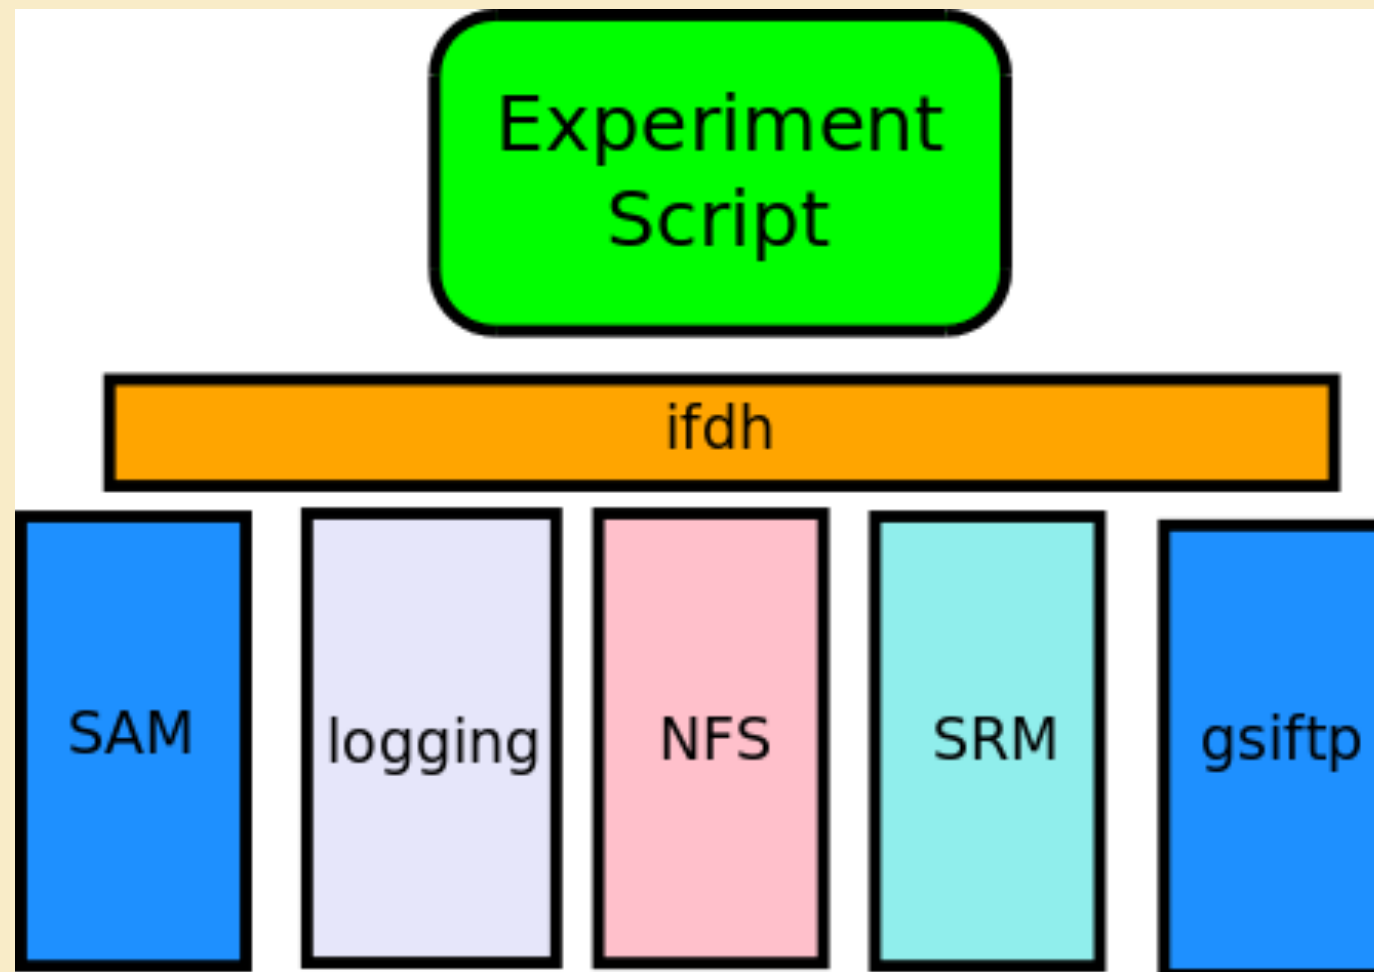 Experiment
Script
ifdh
SAM
logging
NFS
SRM
gsiftp